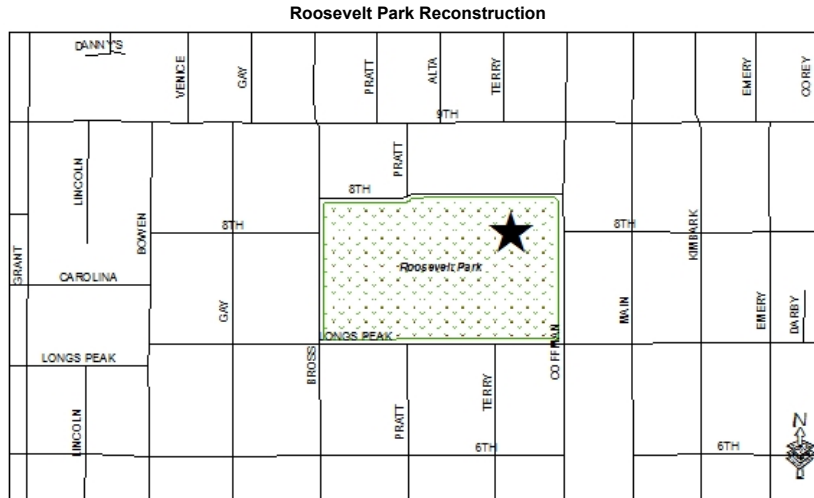 Roosevelt Park Reconstruction
DANNY'S
VENICE
GAY
PRATT
ALTA
TERRY
EMERY
COREY
9TH
LINCOLN
PRATT
8TH
BOWEN
8TH
8TH
KIMBARK
GRANT
Roosevelt Park
CAROLINA
GAY
MAIN
EMERY
DARBY
LONGS PEAK
COFFMAN
LONGS PEAK
BROSS
TERRY
LINCOLN
PRATT
6TH
6TH
N